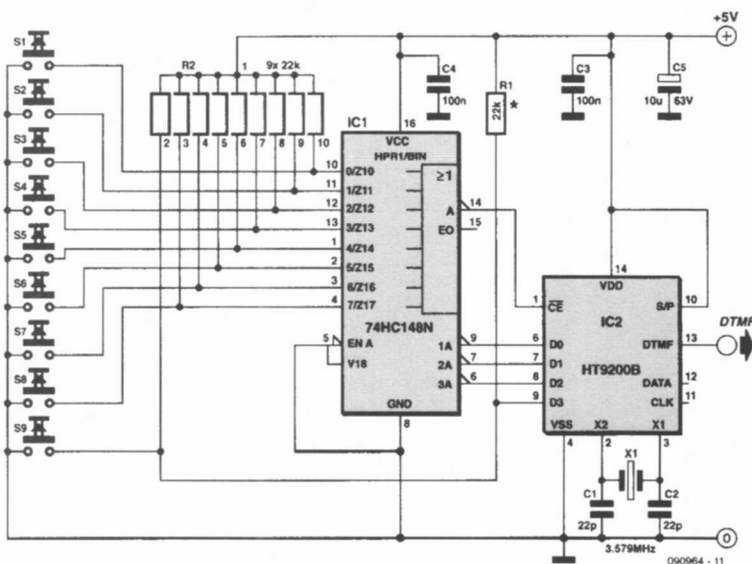 +5V
S1
S2
S3
S4
S5
S6
S7
S8
S9
R2
1
9x 22k
2
3
4
5
6
7
8
9
10
C4
100n
R1
22k
*
C3
100n
C5
10u
63V
IC1
16
VCC
HPR1/BIN
≥1
10
0/Z10
11
1/Z11
12
2/Z12
13
3/Z13
1
4/Z14
2
5/Z15
3
6/Z16
4
7/Z17
A
14
EO
15
74HC148N
5
EN A
V18
1A
9
2A
7
3A
6
GND
8
14
VDD
1
CE
S/P
10
IC2
6
D0
DTMF
13
DTMF
7
D1
HT9200B
8
D2
DATA
12
9
D3
CLK
11
VSS
X2
X1
4
2
3
X1
C1
C2
22p
22p
3.579MHz
0
090964 - 11